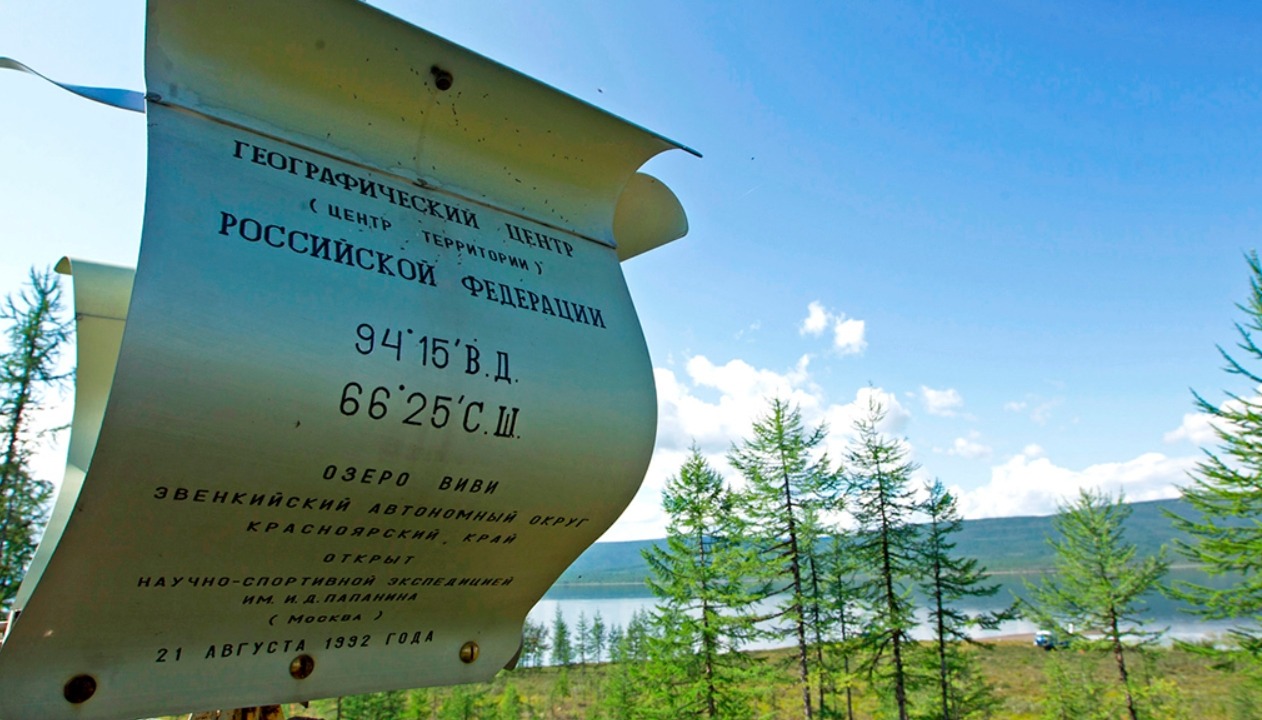 ГЕОГРАФИЧЕСКИЙ ЦЕНТР
( ЦЕНТР ТЕРРИТОРИИ )
РОССИЙСКОЙ ФЕДЕРАЦИИ
94°15'В.Д.
66°25'С.Ш.
ОЗЕРО ВИВИ
ЭВЕНКИЙСКИЙ АВТОНОМНЫЙ ОКРУГ
КРАСНОЯРСКИЙ КРАЙ
ОТКРЫТ
НАУЧНО-СПОРТИВНОЙ ЭКСПЕДИЦИЕЙ
ИМ. И.Д.ПАПАНИНА
( МОСКВА )
21 АВГУСТА 1992 ГОДА